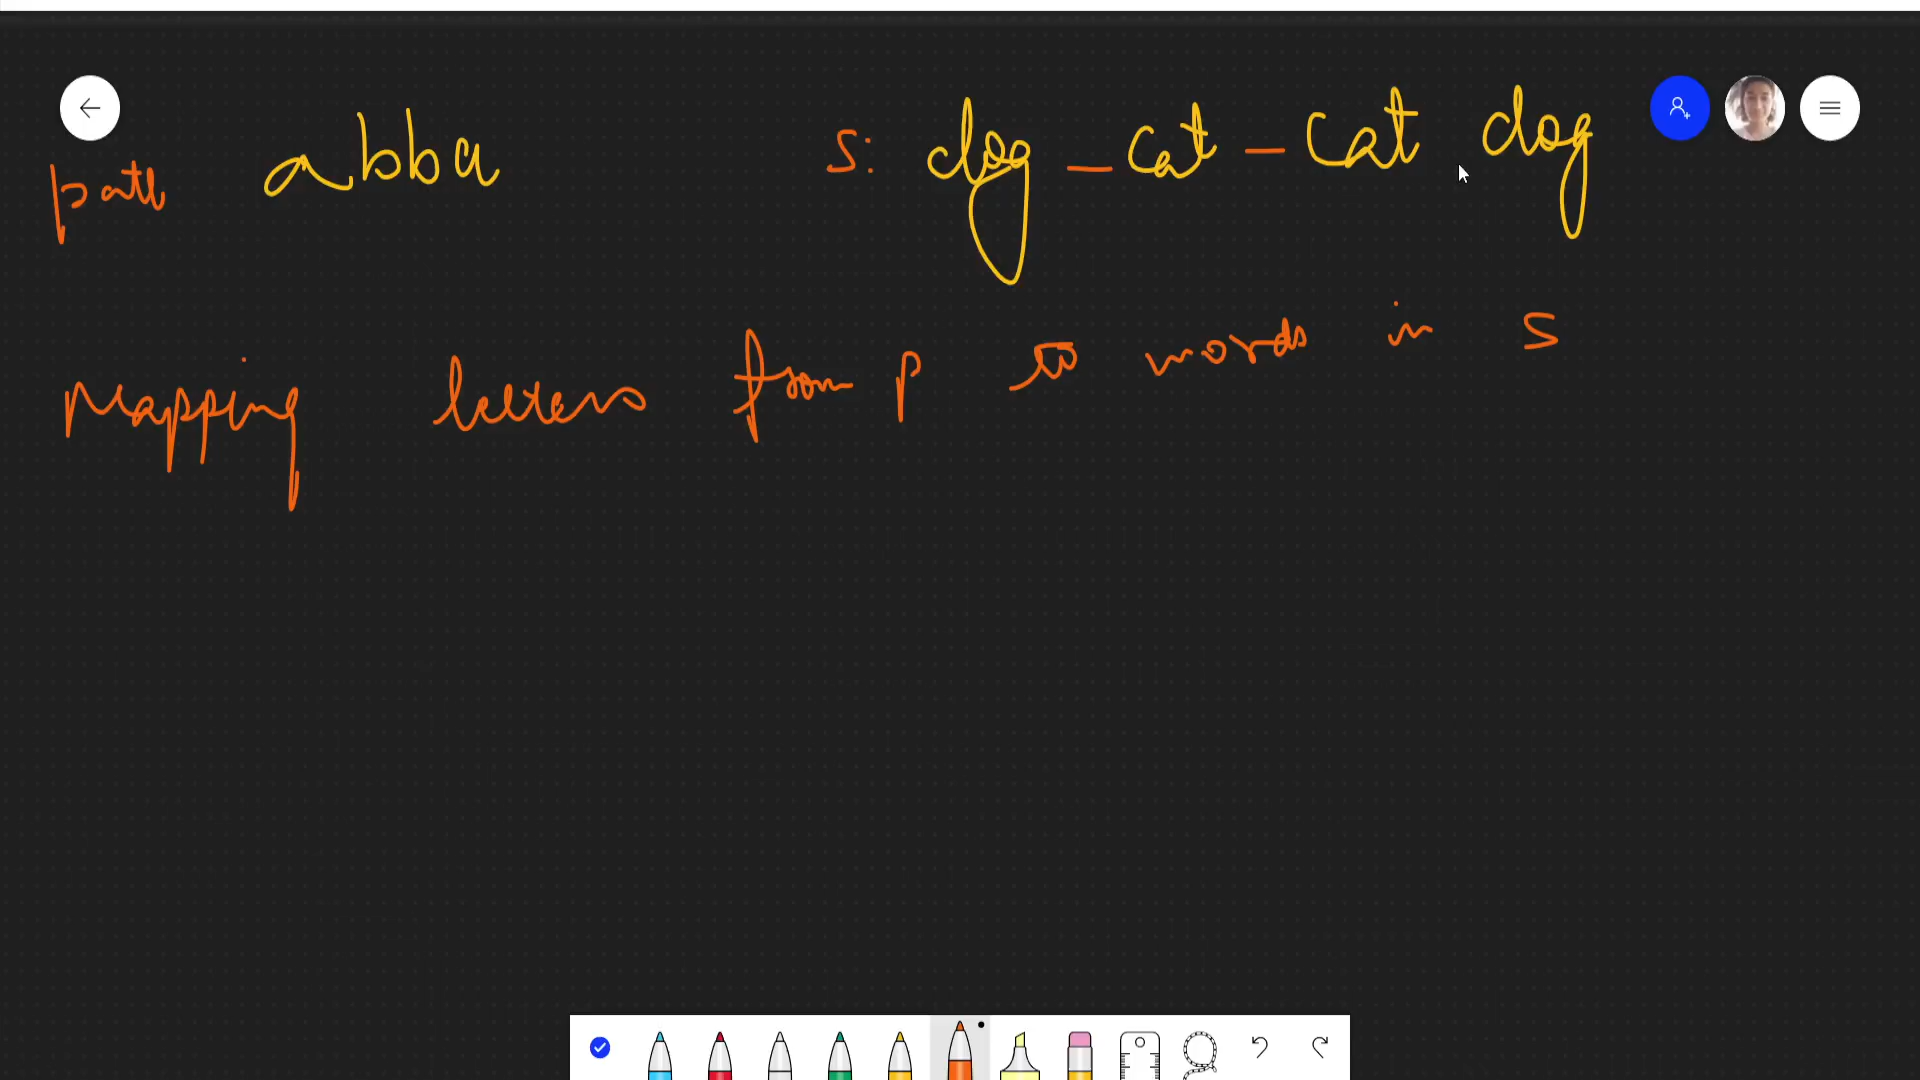 patt abba s: dog _ cat _ cat dog
Mapping letters from p to words in s